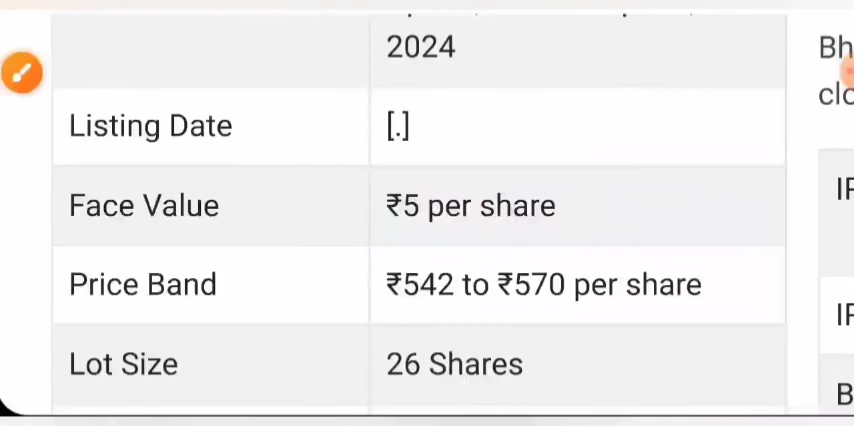 2024
Listing Date [.]
Face Value ₹5 per share
Price Band ₹542 to ₹570 per share
Lot Size 26 Shares